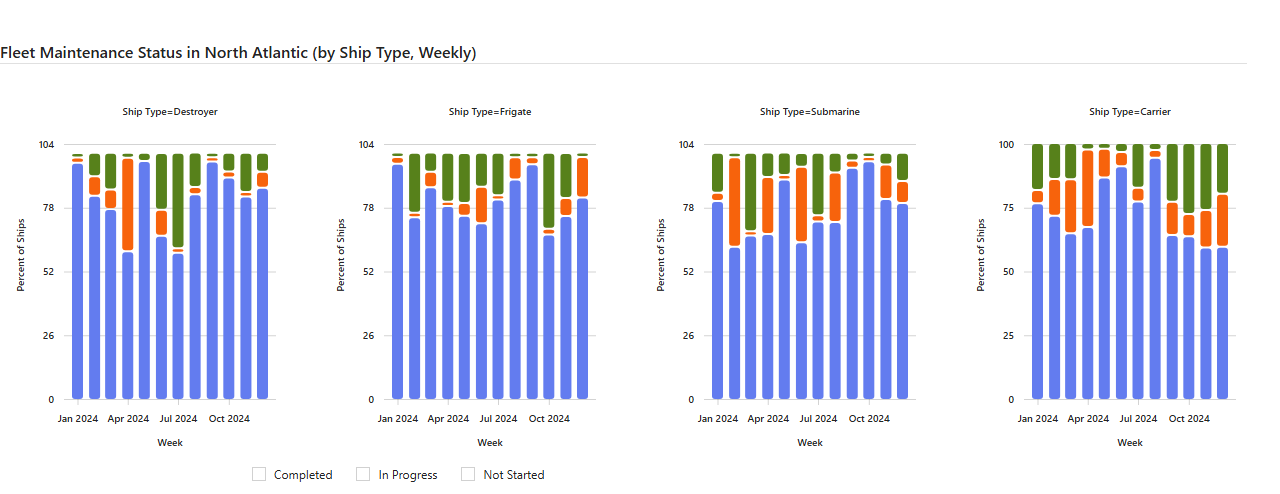 Fleet Maintenance Status in North Atlantic (by Ship Type, Weekly)
Ship Type=Destroyer
104
78
52
26
0
Percent of Ships
Jan 2024 Apr 2024 Jul 2024 Oct 2024
Week
Ship Type=Frigate
104
78
52
26
0
Percent of Ships
Jan 2024 Apr 2024 Jul 2024 Oct 2024
Week
Ship Type=Submarine
104
78
52
26
0
Percent of Ships
Jan 2024 Apr 2024 Jul 2024 Oct 2024
Week
Ship Type=Carrier
100
75
50
25
0
Percent of Ships
Jan 2024 Apr 2024 Jul 2024 Oct 2024
Week
Completed In Progress Not Started